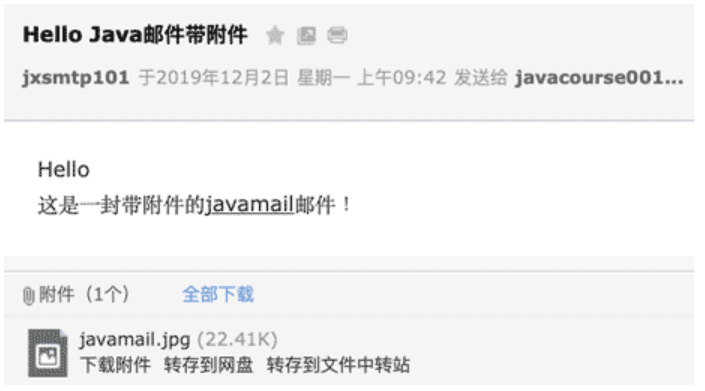 Hello Java邮件带附件
jxsmtp101 于2019年12月2日 星期一 上午09:42 发送给 javacourse001...
Hello
这是一封带附件的javamail邮件！
附件（1个） 全部下载
javamail.jpg (22.41K)
下载附件 转存到网盘 转存到文件中转站